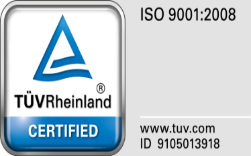 ISO 9001:2008
®
TÜVRheinland
CERTIFIED
www.tuv.com
ID 9105013918